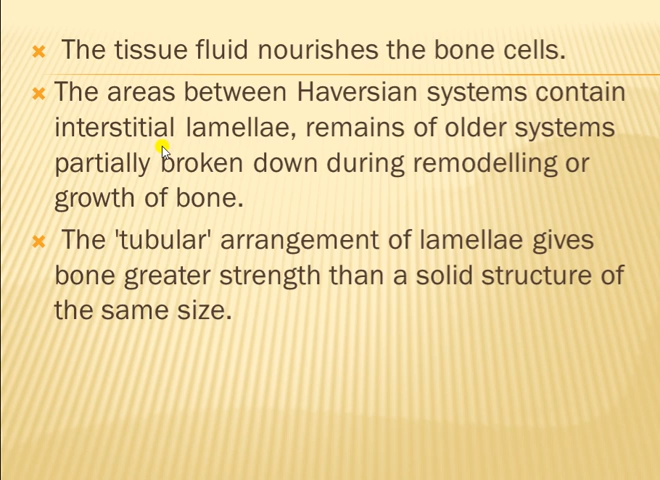 The tissue fluid nourishes the bone cells.
The areas between Haversian systems contain
interstitial lamellae, remains of older systems
partially broken down during remodelling or
growth of bone.
The 'tubular' arrangement of lamellae gives
bone greater strength than a solid structure of
the same size.